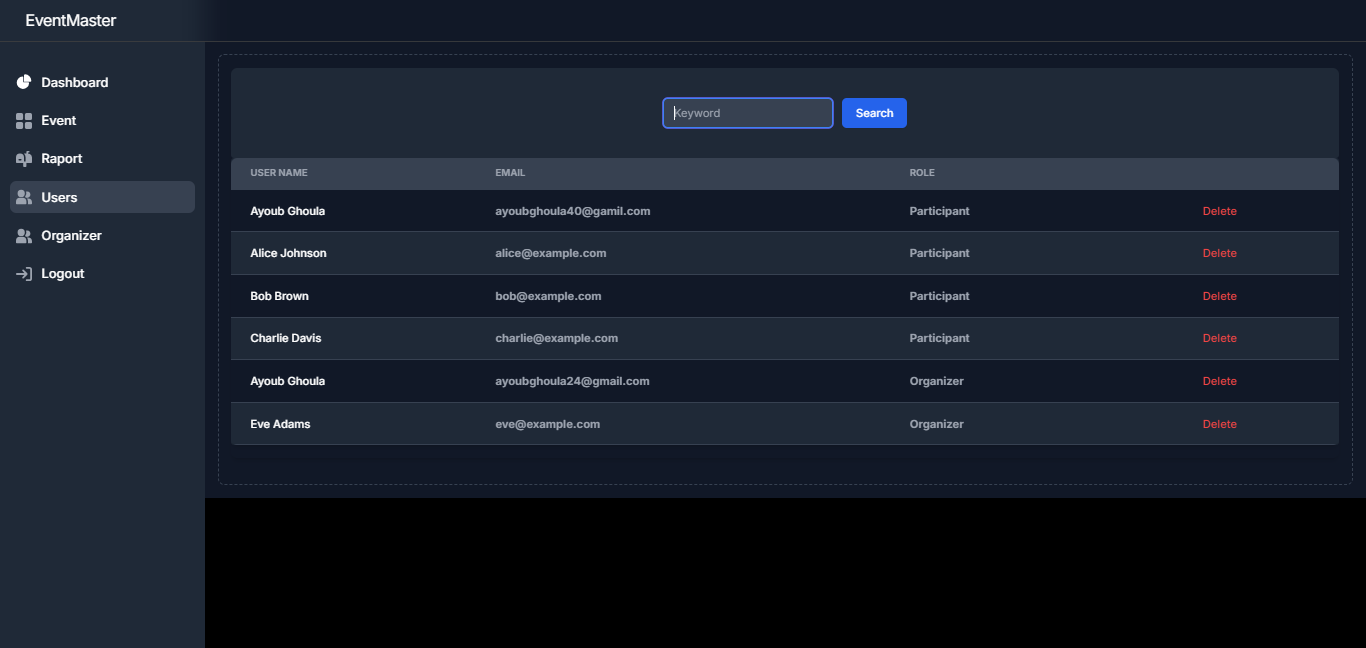 EventMaster
Dashboard
Event
Raport
Users
Organizer
Logout
Keyword Search
USER NAME EMAIL ROLE
Ayoub Ghoula ayoubghoula40@gamil.com Participant Delete
Alice Johnson alice@example.com Participant Delete
Bob Brown bob@example.com Participant Delete
Charlie Davis charlie@example.com Participant Delete
Ayoub Ghoula ayoubghoula24@gmail.com Organizer Delete
Eve Adams eve@example.com Organizer Delete